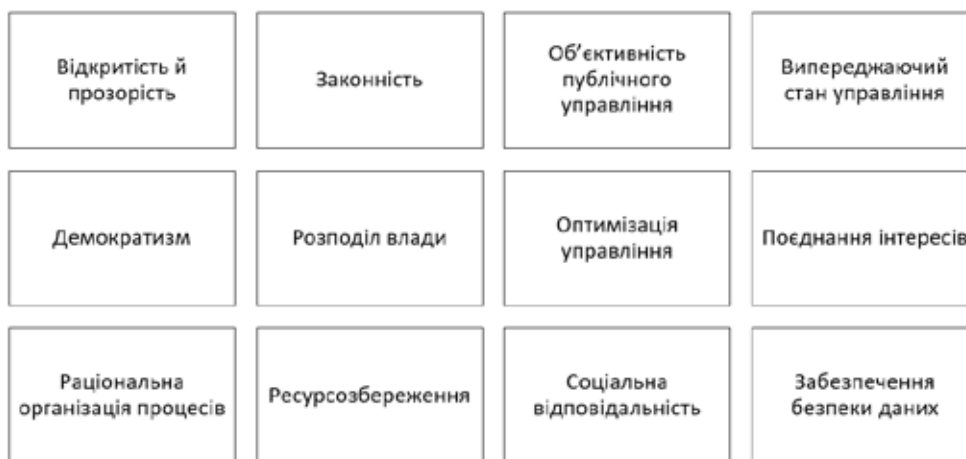 Відкритість й
прозорість
Законність
Об’єктивність
публічного
управління
Випереджаючий
стан управління
Демократизм
Розподіл влади
Оптимізація
управління
Поєднання інтересів
Раціональна
організація процесів
Ресурсозбереження
Соціальна
відповідальність
Забезпечення
безпеки даних